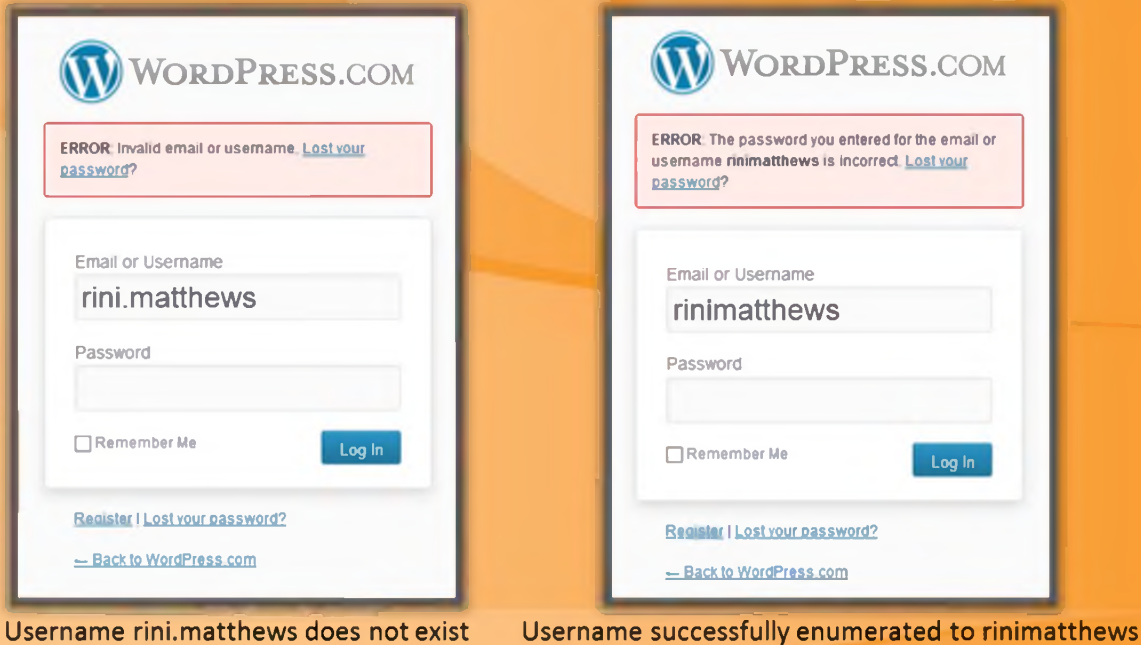 WORDPRESS.COM
ERROR: Invalid email or username. Lost your
password?
Email or Username
rini.matthews
Password
Remember Me
Log In
Register | Lost your password?
← Back to WordPress.com
Username rini.matthews does not exist
WORDPRESS.COM
ERROR: The password you entered for the email or
username rinimatthews is incorrect. Lost your
password?
Email or Username
rinimatthews
Password
Remember Me
Log In
Register | Lost your password?
← Back to WordPress.com
Username successfully enumerated to rinimatthews